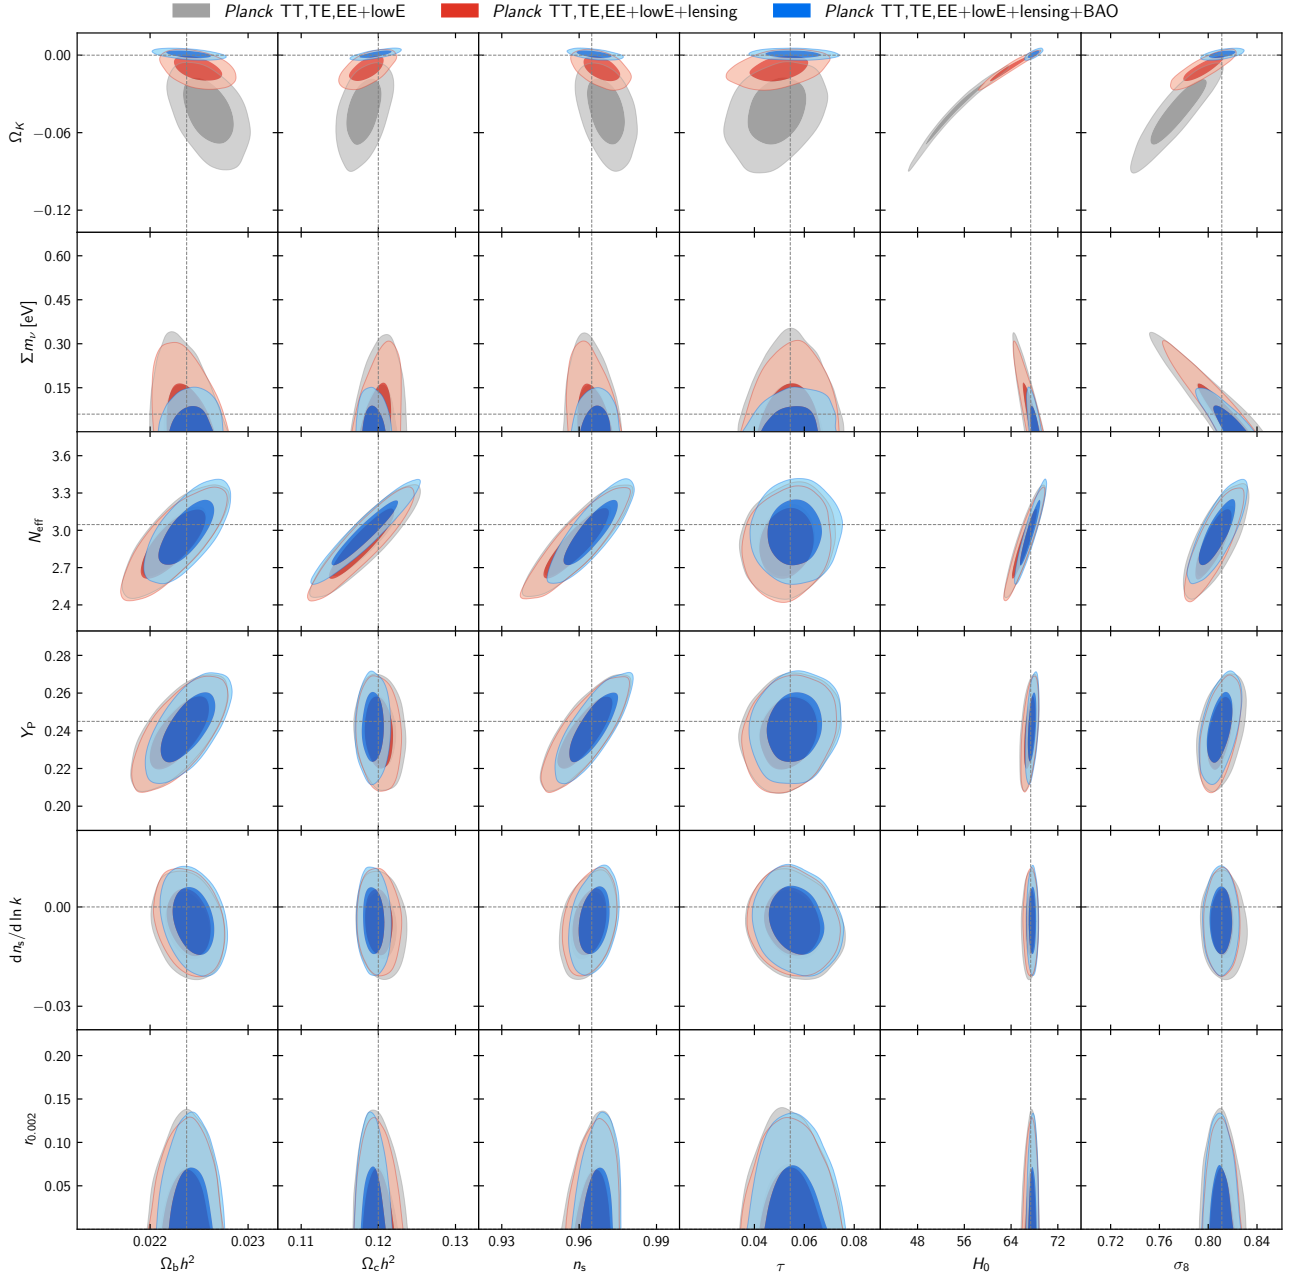 Planck TT,TE,EE+lowE Planck TT,TE,EE+lowE+lensing Planck TT,TE,EE+lowE+lensing+BAO
0.00
−0.06
−0.12
Ω_K
0.60
0.45
0.30
0.15
Σ m_ν [eV]
3.6
3.3
3.0
2.7
2.4
N_eff
0.28
0.26
0.24
0.22
0.20
Y_P
0.00
−0.03
d n_s/d ln k
0.20
0.15
0.10
0.05
r_0.002
0.022 0.023 0.11 0.12 0.13 0.93 0.96 0.99 0.04 0.06 0.08 48 56 64 72 0.72 0.76 0.80 0.84
Ω_b h² Ω_c h² n_s τ H_0 σ_8